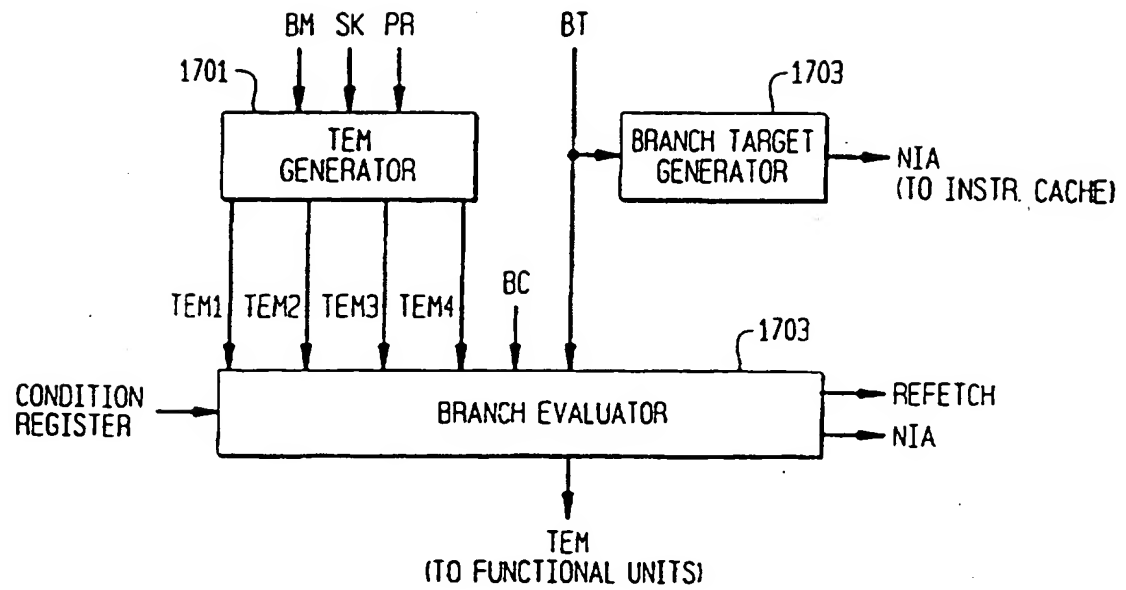 BM SK PR BT
1701
1703
TEM
GENERATOR
BRANCH TARGET
GENERATOR
NIA
(TO INSTR. CACHE)
TEM1 TEM2 TEM3 TEM4
BC
1703
CONDITION
REGISTER
BRANCH EVALUATOR
REFETCH
NIA
TEM
(TO FUNCTIONAL UNITS)